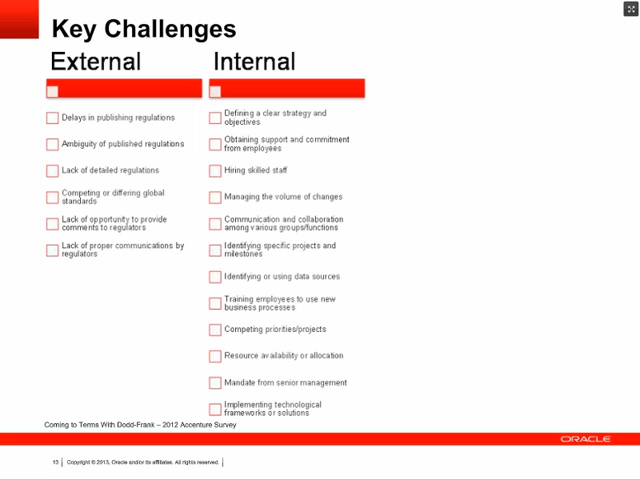 Key Challenges
External
Internal
Delays in publishing regulations
Ambiguity of published regulations
Lack of detailed regulations
Competing or differing global
standards
Lack of opportunity to provide
comments to regulators
Lack of proper communications by
regulators
Defining a clear strategy and
objectives
Obtaining support and commitment
from employees
Hiring skilled staff
Managing the volume of changes
Communication and collaboration
among various groups/functions
Identifying specific projects and
milestones
Identifying or using data sources
Training employees to use new
business processes
Competing priorities/projects
Resource availability or allocation
Mandate from senior management
Implementing technological
frameworks or solutions
Coming to Terms With Dodd-Frank – 2012 Accenture Survey
ORACLE
13 Copyright © 2013, Oracle and/or its affiliates. All rights reserved.